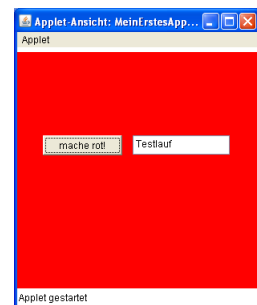 Applet-Ansicht: MeinErstesApp...
Applet
mache rot!
Testlauf
Applet gestartet